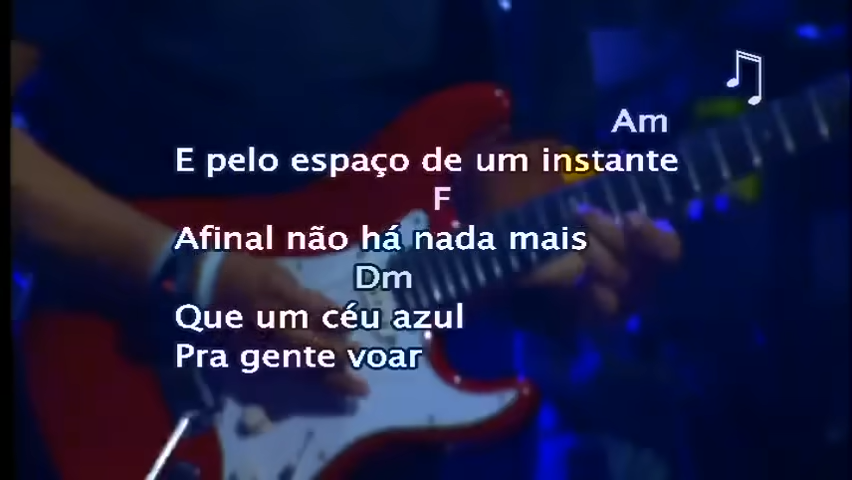 Am
E pelo espaço de um instante
F
Afinal não há nada mais
Dm
Que um céu azul
Pra gente voar